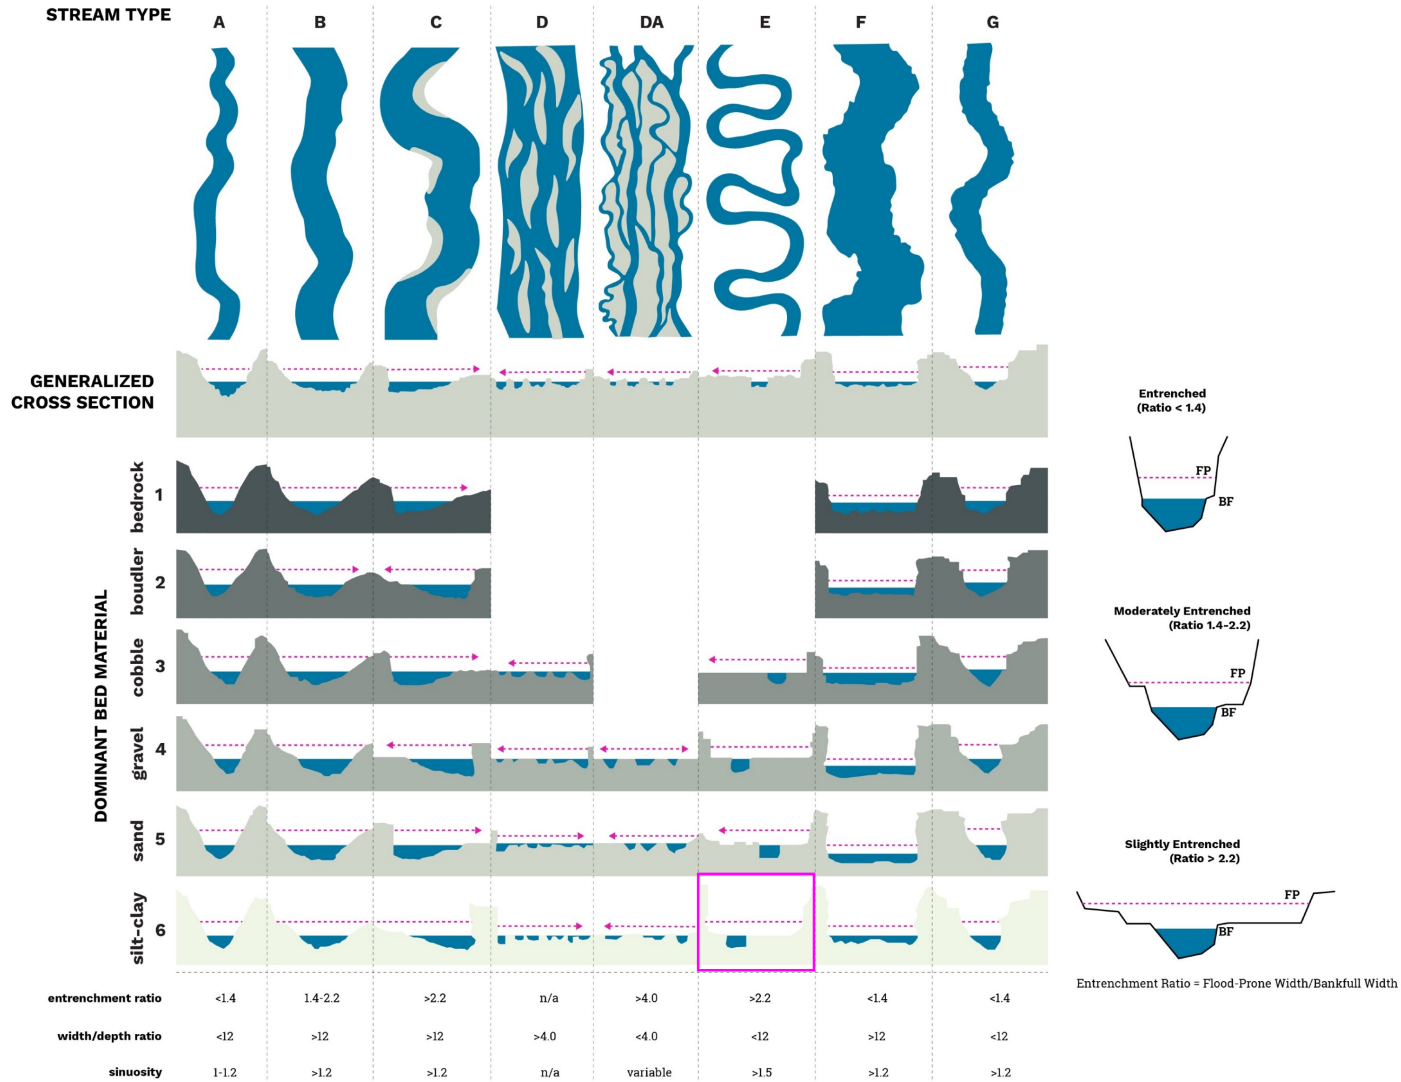 STREAM TYPE A B C D DA E F G
GENERALIZED
CROSS SECTION
DOMINANT BED MATERIAL
bedrock 1
boudler 2
cobble 3
gravel 4
sand 5
silt-clay 6
entrenchment ratio <1.4 1.4-2.2 >2.2 n/a >4.0 >2.2 <1.4 <1.4
width/depth ratio <12 >12 >12 >4.0 <4.0 <12 >12 <12
sinuosity 1-1.2 >1.2 >1.2 n/a variable >1.5 >1.2 >1.2
Entrenched
(Ratio < 1.4)
FP
BF
Moderately Entrenched
(Ratio 1.4-2.2)
FP
BF
Slightly Entrenched
(Ratio > 2.2)
FP
BF
Entrenchment Ratio = Flood-Prone Width/Bankfull Width